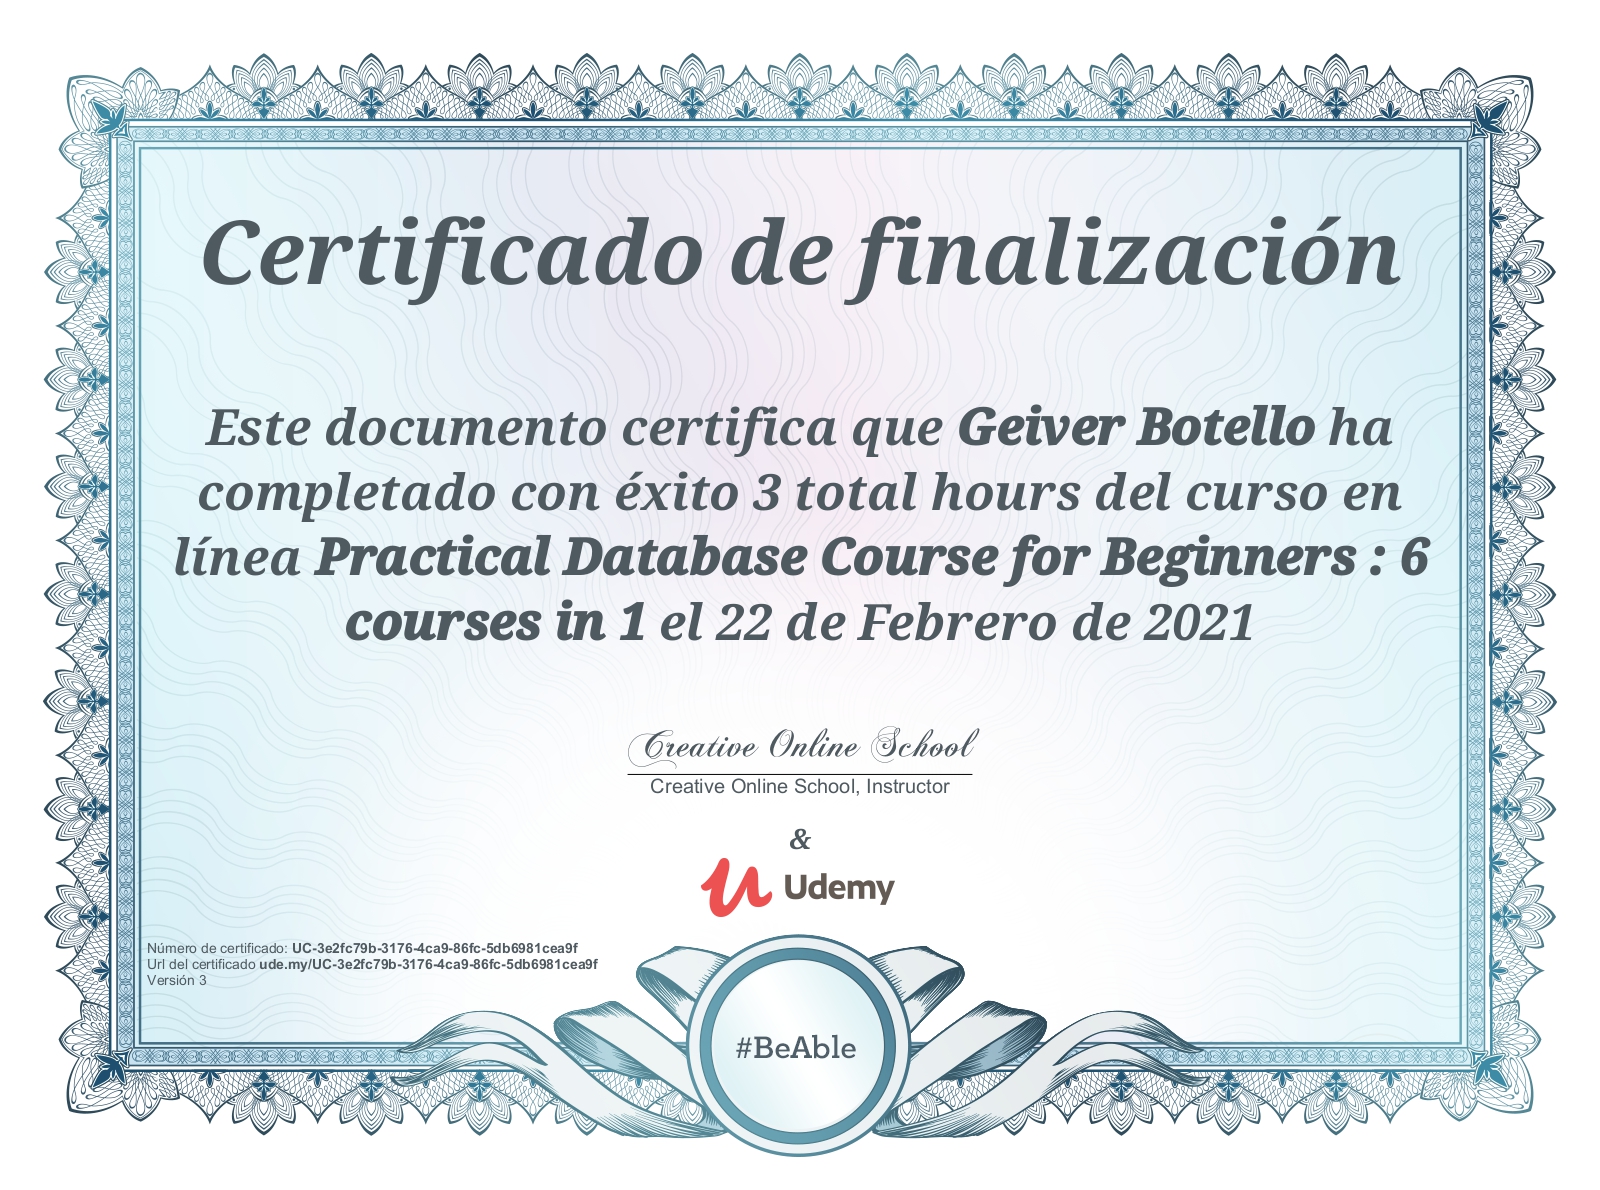 Certificado de finalización
Este documento certifica que Geiver Botello ha
completado con éxito 3 total hours del curso en
línea Practical Database Course for Beginners : 6
courses in 1 el 22 de Febrero de 2021
Creative Online School
Creative Online School, Instructor
&
Udemy
Número de certificado: UC-3e2fc79b-3176-4ca9-86fc-5db6981cea9f
Url del certificado ude.my/UC-3e2fc79b-3176-4ca9-86fc-5db6981cea9f
Versión 3
#BeAble